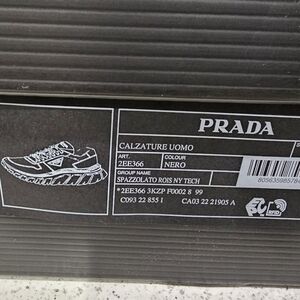 PRADA
CALZATURE UOMO
ART. COLOUR
2EE366 NERO
GROUP NAME
SPAZZOLATO ROIS NY TECH
*2EE366 3KZP F0002 8 99
C093 22 855 1 CA03 22 21905 A